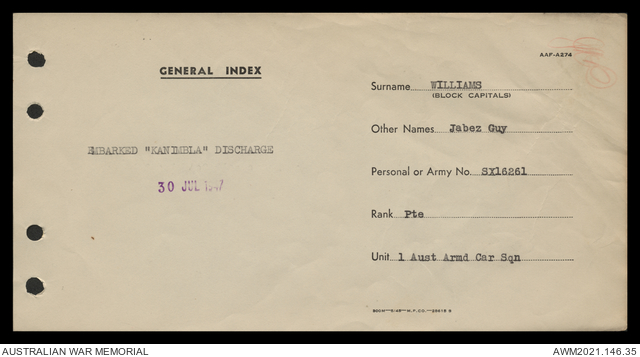 AAF-A274
GENERAL INDEX
Surname WILLIAMS
(BLOCK CAPITALS)
Other Names Jabez Guy
EMBARKED "KANIMBLA" DISCHARGE
Personal or Army No. SX16261
30 JUL 1947
Rank Pte
Unit 1 Aust Armd Car Sqn
AUSTRALIAN WAR MEMORIAL
AWM2021.146.35